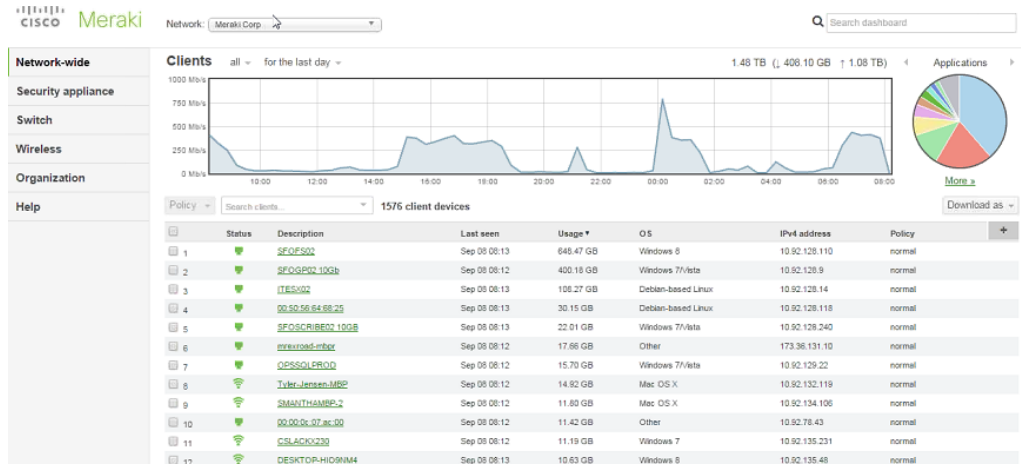 CISCO Meraki
Network: Meraki Corp
Search dashboard
Network-wide
Security appliance
Switch
Wireless
Organization
Help
Clients all for the last day 1.48 TB (↓ 408.10 GB ↑ 1.08 TB) Applications
1000 Mb/s
750 Mb/s
500 Mb/s
250 Mb/s
0 Mb/s
10:00 12:00 14:00 16:00 18:00 20:00 22:00 00:00 02:00 04:00 06:00 08:00
More »
Policy Search clients... 1576 client devices Download as
Status Description Last seen Usage ▼ OS IPv4 address Policy +
1 SFOFS02 Sep 08 08:13 648.47 GB Windows 8 10.92.128.110 normal
2 SFOGP02 10Gb Sep 08 08:12 400.18 GB Windows 7/Vista 10.92.128.9 normal
3 ITESX02 Sep 08 08:13 108.27 GB Debian-based Linux 10.92.128.14 normal
4 00:50:56:64:68:25 Sep 08 08:13 30.15 GB Debian-based Linux 10.92.128.118 normal
5 SFOSCRIBE02 10GB Sep 08 08:13 22.01 GB Windows 7/Vista 10.92.128.240 normal
6 mrexroad-mbpr Sep 08 08:12 17.66 GB Other 173.36.131.10 normal
7 OPSSQLPROD Sep 08 08:12 15.70 GB Windows 7/Vista 10.92.129.22 normal
8 Tyler-Jensen-MBP Sep 08 08:12 14.92 GB Mac OS X 10.92.132.119 normal
9 SMANTHAMBP-2 Sep 08 08:12 11.80 GB Mac OS X 10.92.134.106 normal
10 00:00:0c:07:ac:00 Sep 08 08:12 11.42 GB Other 10.92.78.43 normal
11 CSLACKX230 Sep 08 08:12 11.19 GB Windows 7 10.92.135.231 normal
12 DESKTOP-HIO9NM4 Sep 08 08:13 10.63 GB Windows 8 10.92.135.48 normal